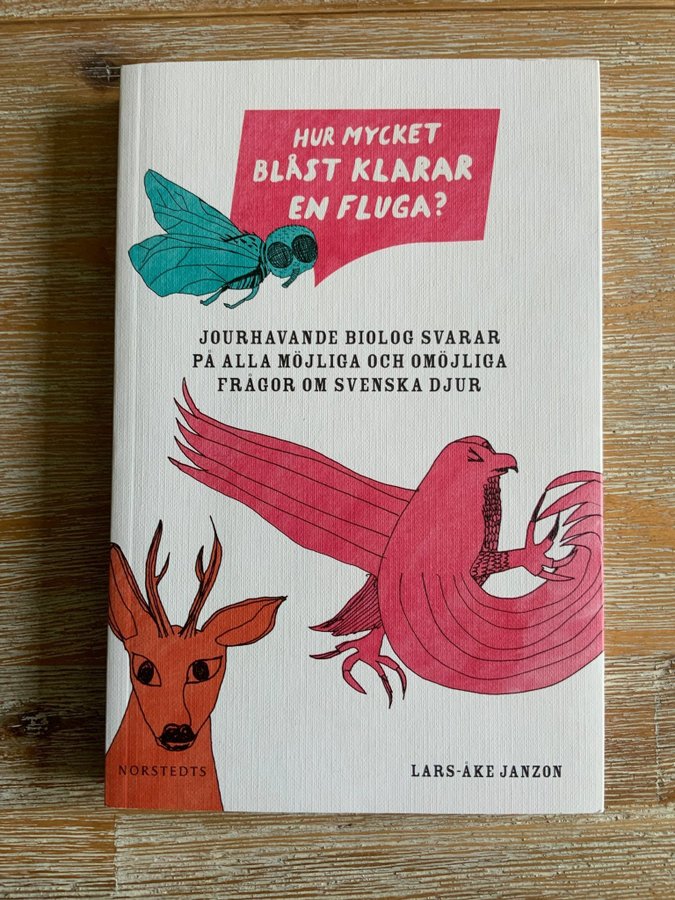 HUR MYCKET
BLÅST KLARAR
EN FLUGA?
JOURHAVANDE BIOLOG SVARAR
PÅ ALLA MÖJLIGA OCH OMÖJLIGA
FRÅGOR OM SVENSKA DJUR
NORSTEDTS
LARS-ÅKE JANZON